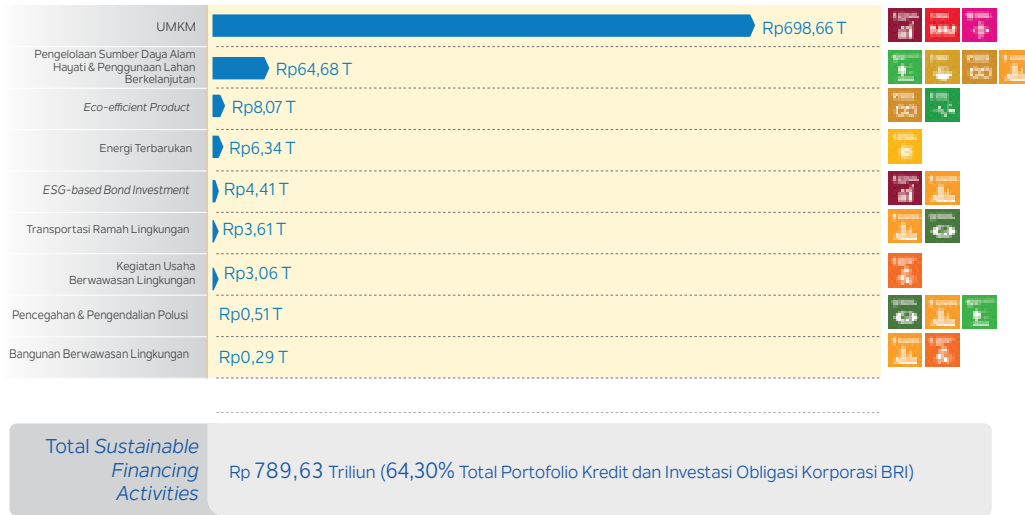 UMKM
Rp698,66 T
Pengelolaan Sumber Daya Alam
Hayati & Penggunaan Lahan
Berkelanjutan
Rp64,68 T
Eco-efficient Product
Rp8,07 T
Energi Terbarukan
Rp6,34 T
ESG-based Bond Investment
Rp4,41 T
Transportasi Ramah Lingkungan
Rp3,61 T
Kegiatan Usaha
Berwawasan Lingkungan
Rp3,06 T
Pencegahan & Pengendalian Polusi
Rp0,51 T
Bangunan Berwawasan Lingkungan
Rp0,29 T
Total Sustainable
Financing
Activities
Rp 789,63 Triliun (64,30% Total Portofolio Kredit dan Investasi Obligasi Korporasi BRI)